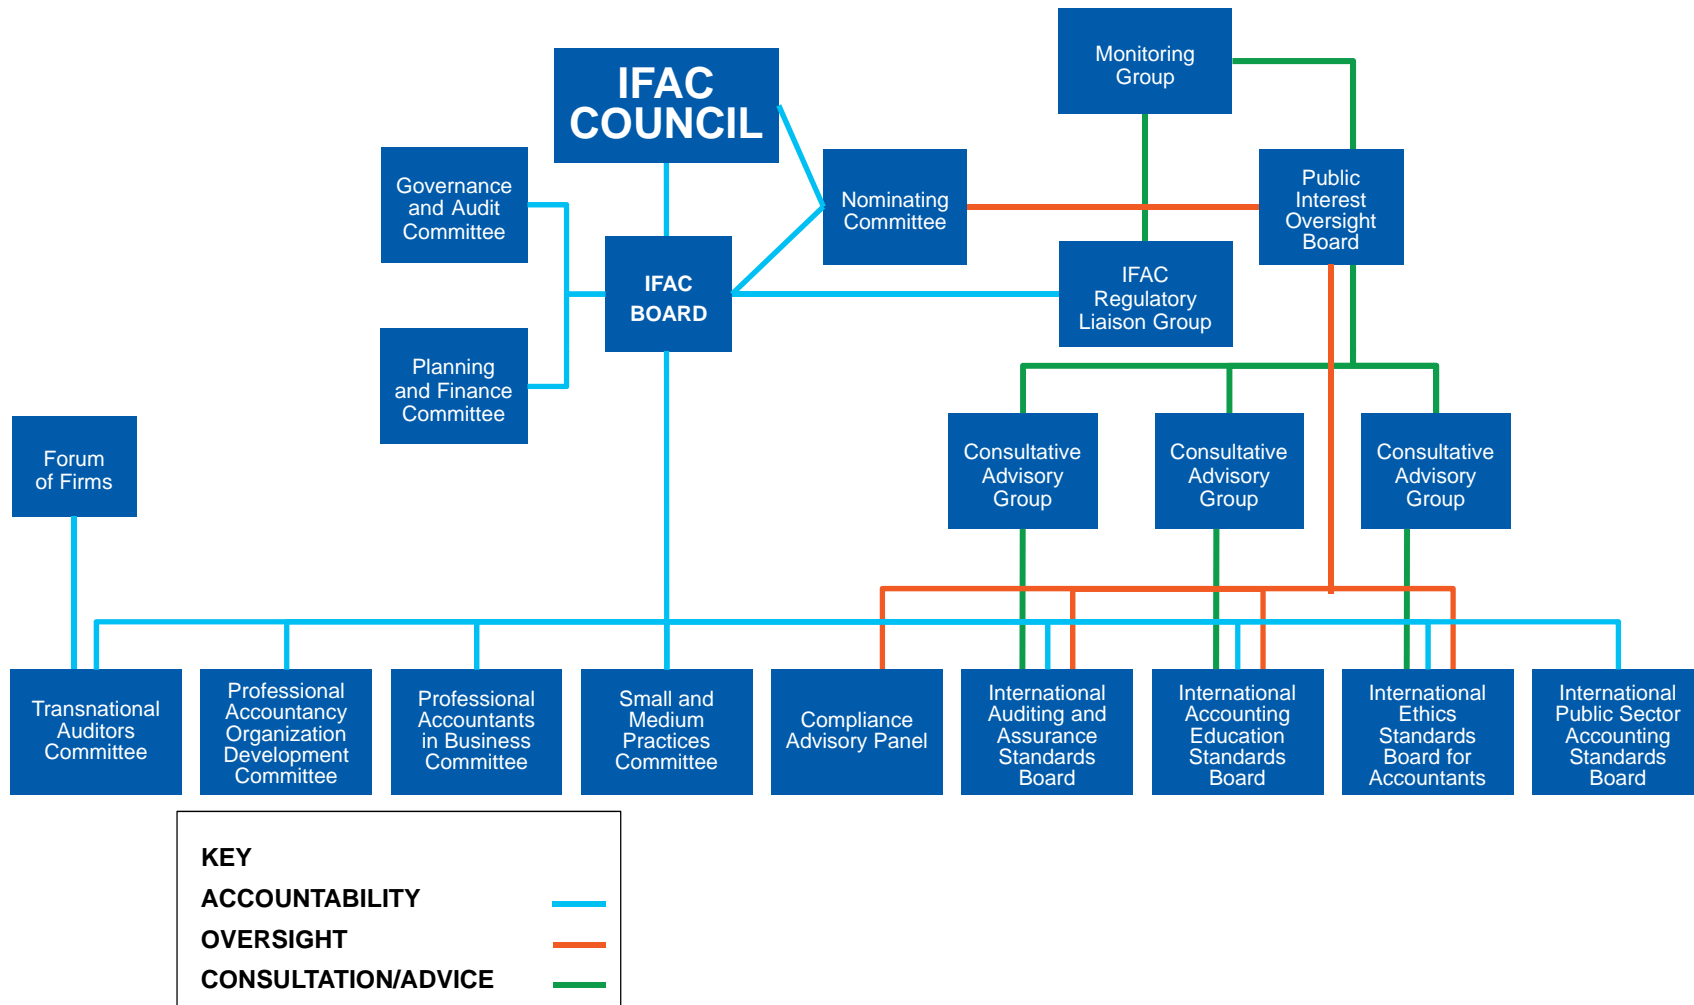 IFAC
COUNCIL
Monitoring
Group
Governance
and Audit
Committee
Nominating
Committee
Public
Interest
Oversight
Board
IFAC
BOARD
IFAC
Regulatory
Liaison Group
Planning
and Finance
Committee
Forum
of Firms
Consultative
Advisory
Group
Consultative
Advisory
Group
Consultative
Advisory
Group
Transnational
Auditors
Committee
Professional
Accountancy
Organization
Development
Committee
Professional
Accountants
in Business
Committee
Small and
Medium
Practices
Committee
Compliance
Advisory Panel
International
Auditing and
Assurance
Standards
Board
International
Accounting
Education
Standards
Board
International
Ethics
Standards
Board for
Accountants
International
Public Sector
Accounting
Standards
Board
KEY
ACCOUNTABILITY
OVERSIGHT
CONSULTATION/ADVICE